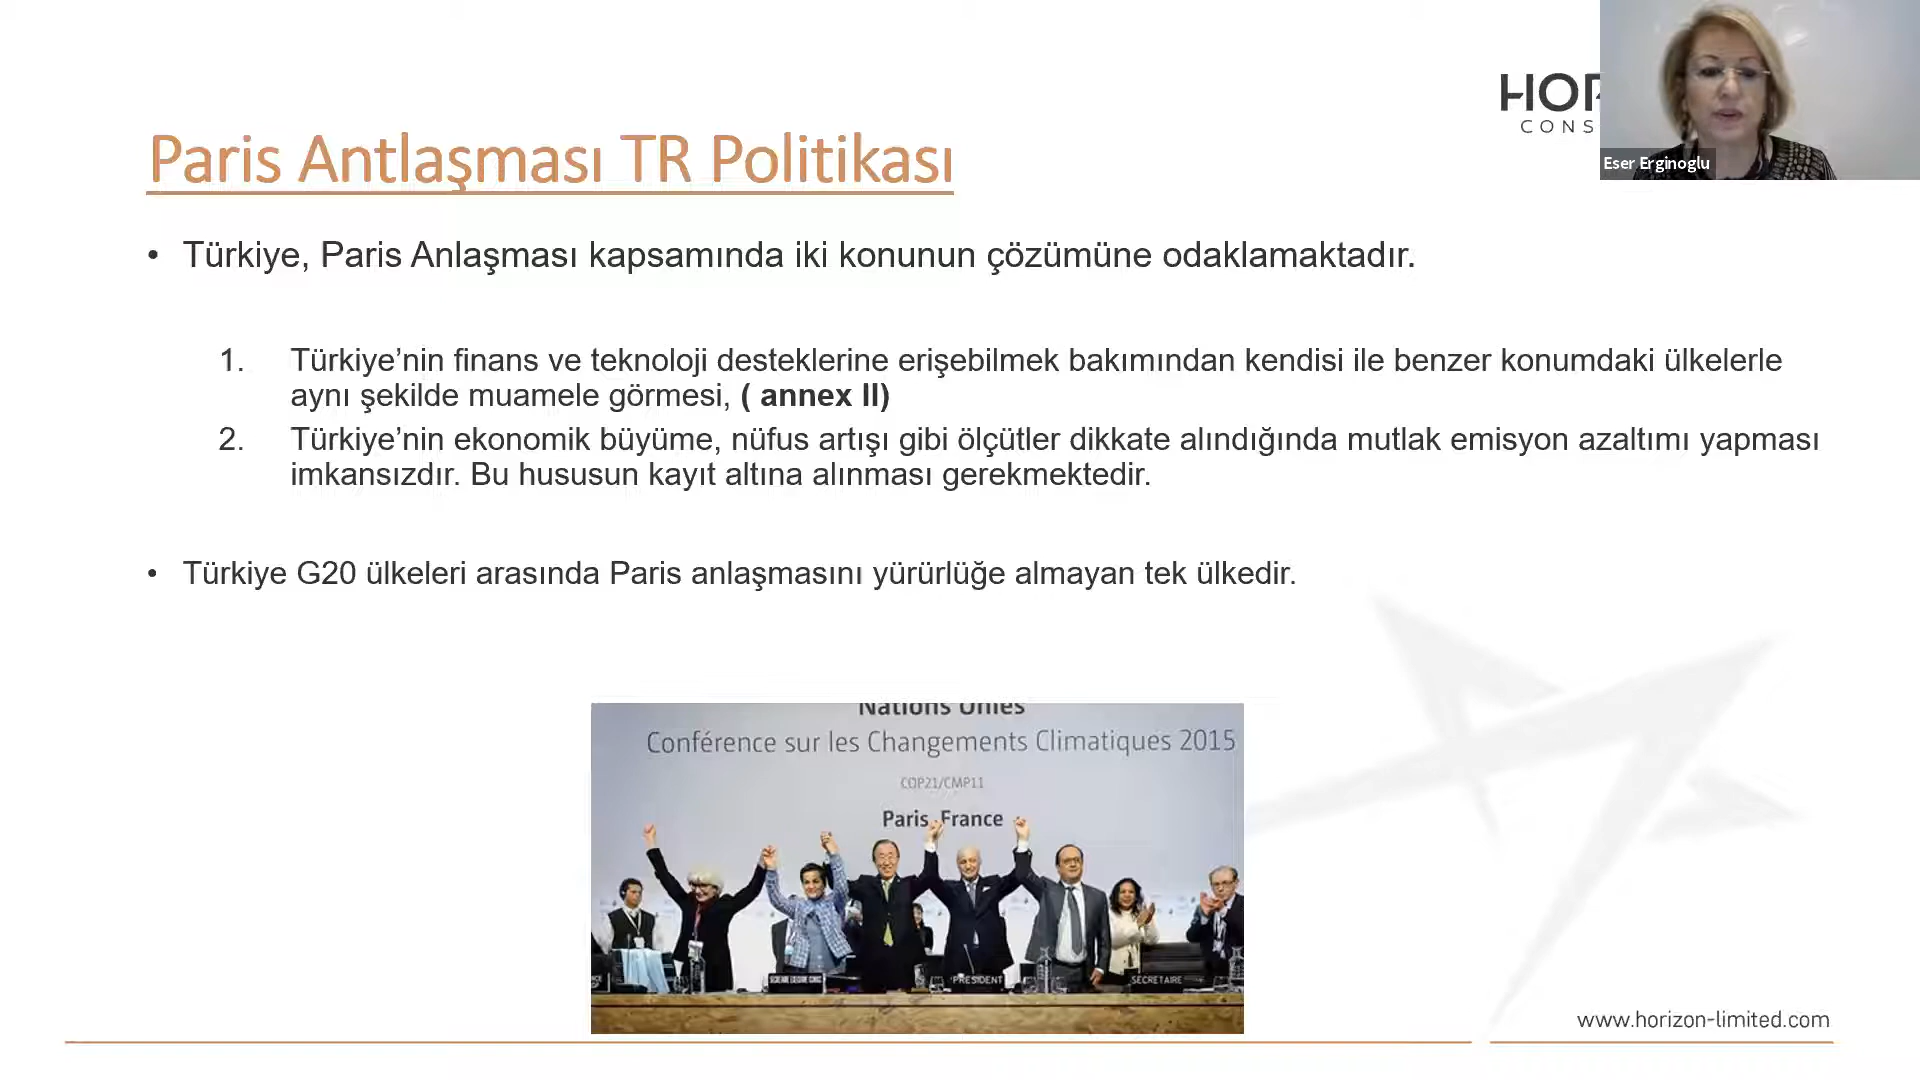 HOR
CONS
Eser Erginoglu
Paris Antlaşması TR Politikası
• Türkiye, Paris Anlaşması kapsamında iki konunun çözümüne odaklamaktadır.
1. Türkiye’nin finans ve teknoloji desteklerine erişebilmek bakımından kendisi ile benzer konumdaki ülkelerle
aynı şekilde muamele görmesi, ( annex II)
2. Türkiye’nin ekonomik büyüme, nüfus artışı gibi ölçütler dikkate alındığında mutlak emisyon azaltımı yapması
imkansızdır. Bu hususun kayıt altına alınması gerekmektedir.
• Türkiye G20 ülkeleri arasında Paris anlaşmasını yürürlüğe almayan tek ülkedir.
Nations Unies
Conférence sur les Changements Climatiques 2015
COP21/CMP11
Paris, France
PRESIDENT
SECRETAIRE
www.horizon-limited.com